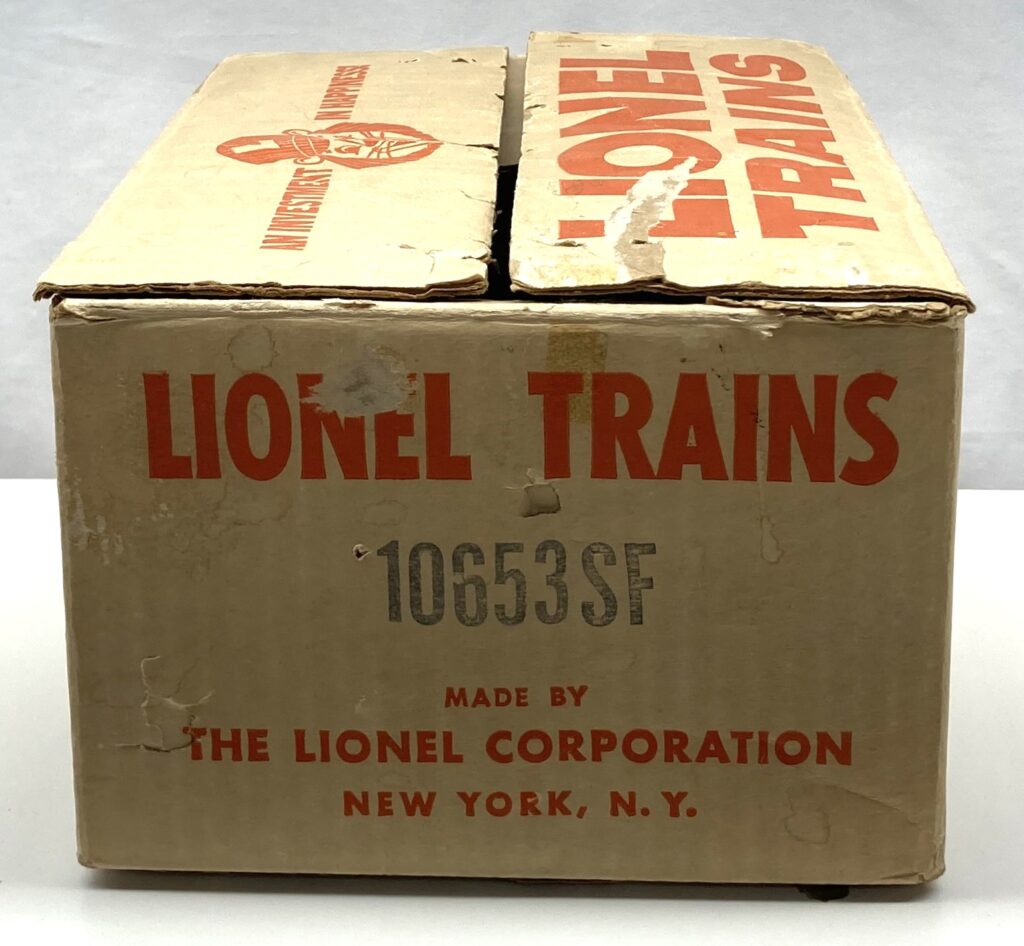 AN INVESTMENT IN HAPPINESS!
LIONEL
TRAINS
LIONEL TRAINS
10653SF
MADE BY
THE LIONEL CORPORATION
NEW YORK, N. Y.